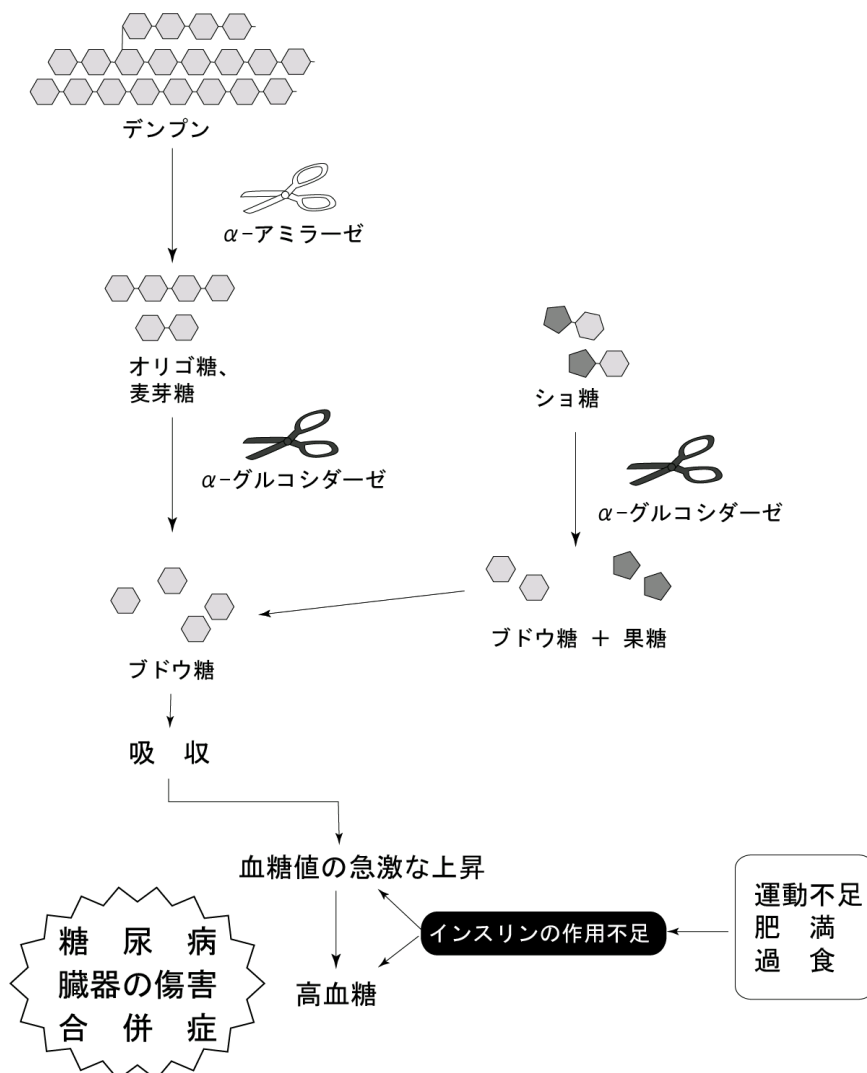 デンプン
α-アミラーゼ
オリゴ糖、
麦芽糖
ショ糖
α-グルコシダーゼ
α-グルコシダーゼ
ブドウ糖 + 果糖
ブドウ糖
吸 収
血糖値の急激な上昇
運動不足
肥 満
過 食
インスリンの作用不足
高血糖
糖 尿 病
臓器の傷害
合 併 症